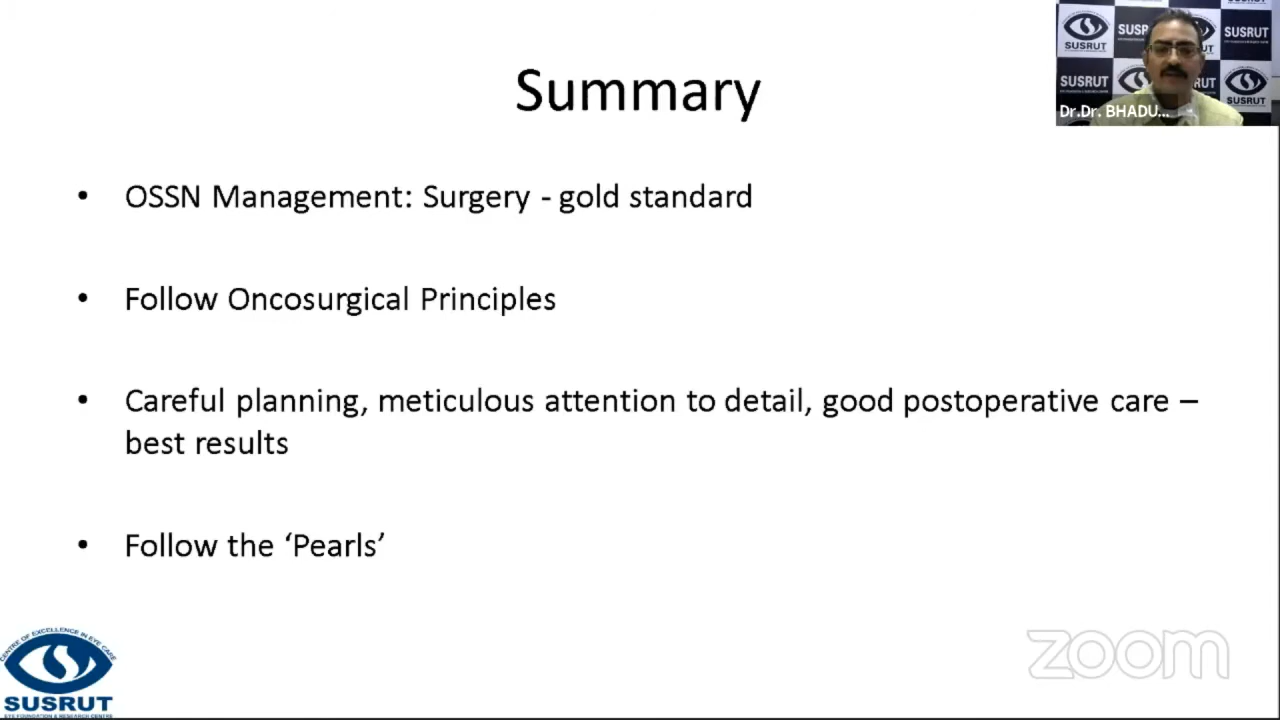 Summary
• OSSN Management: Surgery - gold standard
• Follow Oncosurgical Principles
• Careful planning, meticulous attention to detail, good postoperative care –
best results
• Follow the ‘Pearls’
SUSRUT
SUSRUT
SUSRUT
SUSRUT
Dr.Dr. BHADU...
CENTRE OF EXCELLENCE IN EYE CARE
SUSRUT
EYE FOUNDATION & RESEARCH CENTRE
zoom